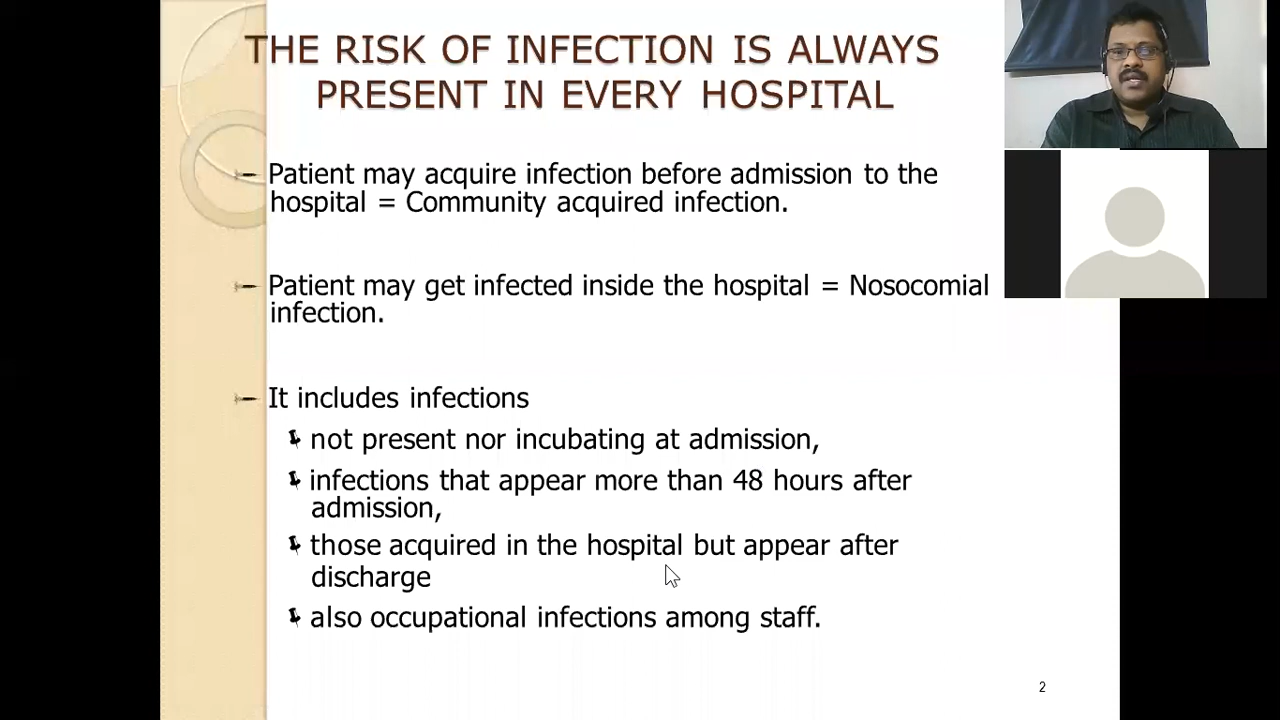 THE RISK OF INFECTION IS ALWAYS
PRESENT IN EVERY HOSPITAL
Patient may acquire infection before admission to the
hospital = Community acquired infection.
Patient may get infected inside the hospital = Nosocomial
infection.
It includes infections
not present nor incubating at admission,
infections that appear more than 48 hours after
admission,
those acquired in the hospital but appear after
discharge
also occupational infections among staff.
2